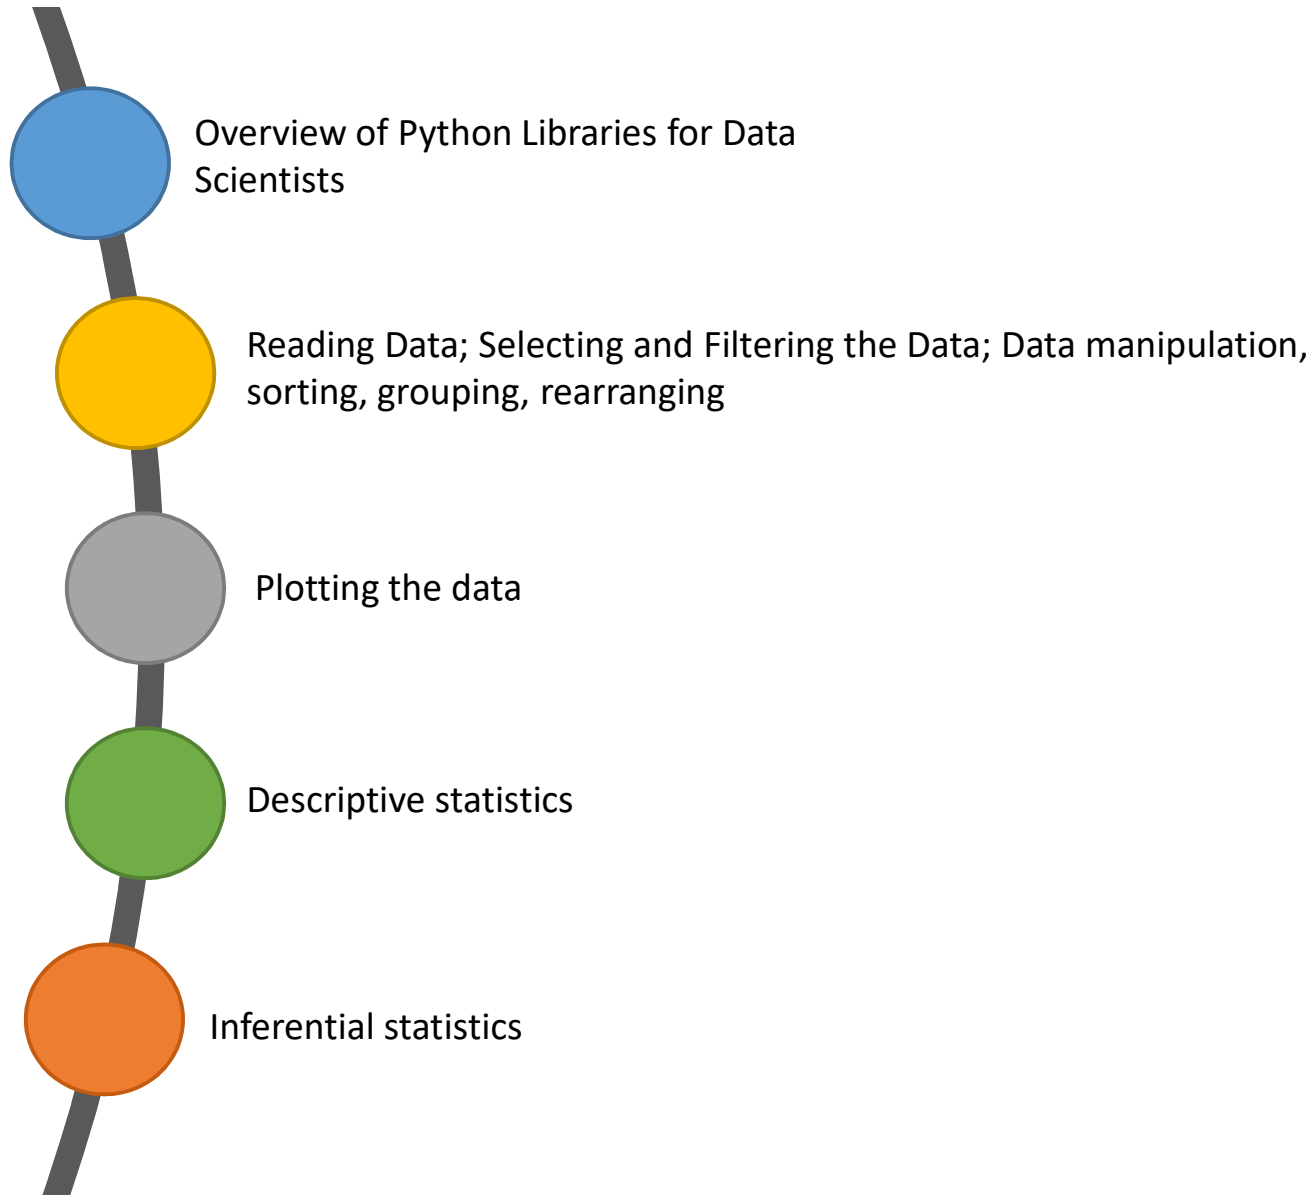 Overview of Python Libraries for Data
Scientists
Reading Data; Selecting and Filtering the Data; Data manipulation,
sorting, grouping, rearranging
Plotting the data
Descriptive statistics
Inferential statistics